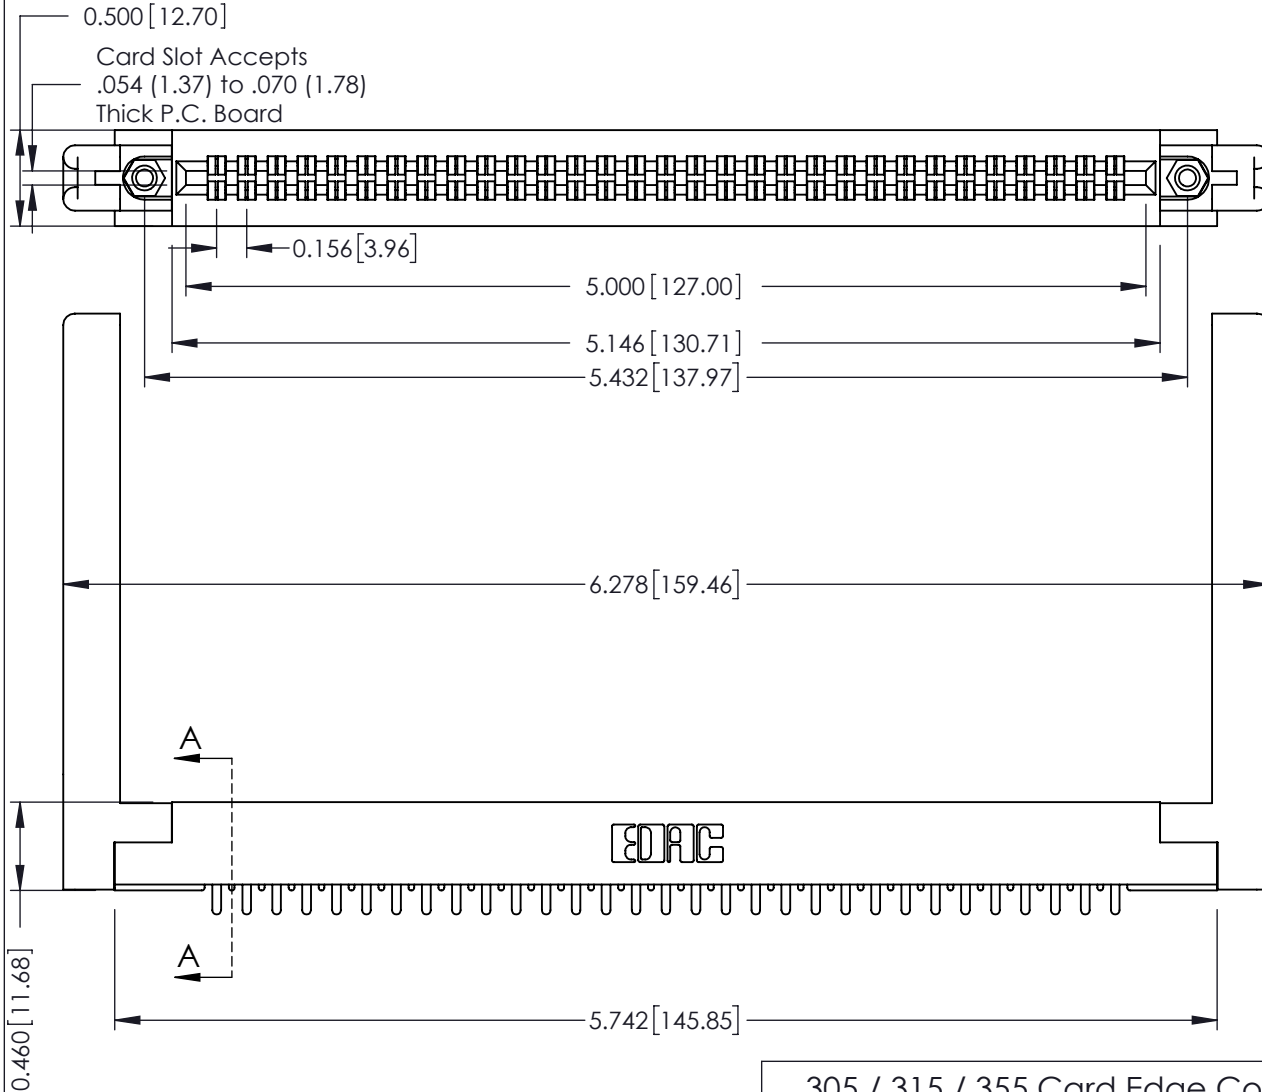 0.500 [12.70]
Card Slot Accepts
.054 (1.37) to .070 (1.78)
Thick P.C. Board
0.156 [3.96]
5.000 [127.00]
5.146 [130.71]
5.432 [137.97]
6.278 [159.46]
A
EDAC
A
0.460 [11.68]
5.742 [145.85]
305 / 315 / 355 Card Edge Co